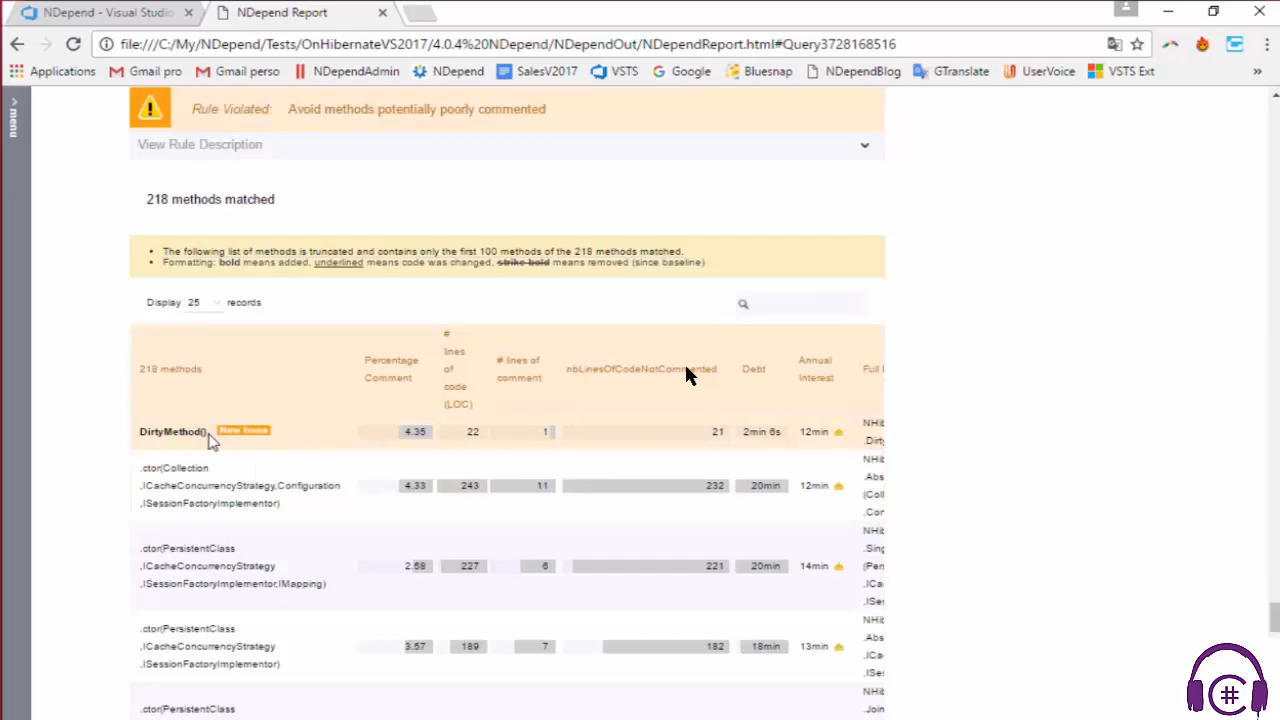 NDepend - Visual Studio
NDepend Report
file:///C:/My/NDepend/Tests/OnHibernateVS2017/4.0.4%20NDepend/NDependOut/NDependReport.html#Query3728168516
Applications Gmail pro Gmail perso NDependAdmin NDepend SalesV2017 VSTS Google Bluesnap NDependBlog GTranslate UserVoice VSTS Ext »
> menu
Rule Violated: Avoid methods potentially poorly commented
View Rule Description
218 methods matched
• The following list of methods is truncated and contains only the first 100 methods of the 218 methods matched.
• Formatting: bold means added, underlined means code was changed, strike-bold means removed (since baseline)
Display 25 records
218 methods
Percentage
Comment
#
lines
of
code
(LOC)
# lines of
comment
nbLinesOfCodeNotCommented
Debt
Annual
Interest
Full
DirtyMethod() New Issue 4.35 22 1 21 2min 6s 12min
NHib
.Dirty
.ctor(Collection
,ICacheConcurrencyStrategy,Configuration
,ISessionFactoryImplementor)
4.33 243 11 232 20min 12min
.ctor(PersistentClass
,ICacheConcurrencyStrategy
,ISessionFactoryImplementor,IMapping)
2.68 227 6 221 20min 14min
.ctor(PersistentClass
,ICacheConcurrencyStrategy
,ISessionFactoryImplementor)
3.57 189 7 182 18min 13min
.ctor(PersistentClass
C#